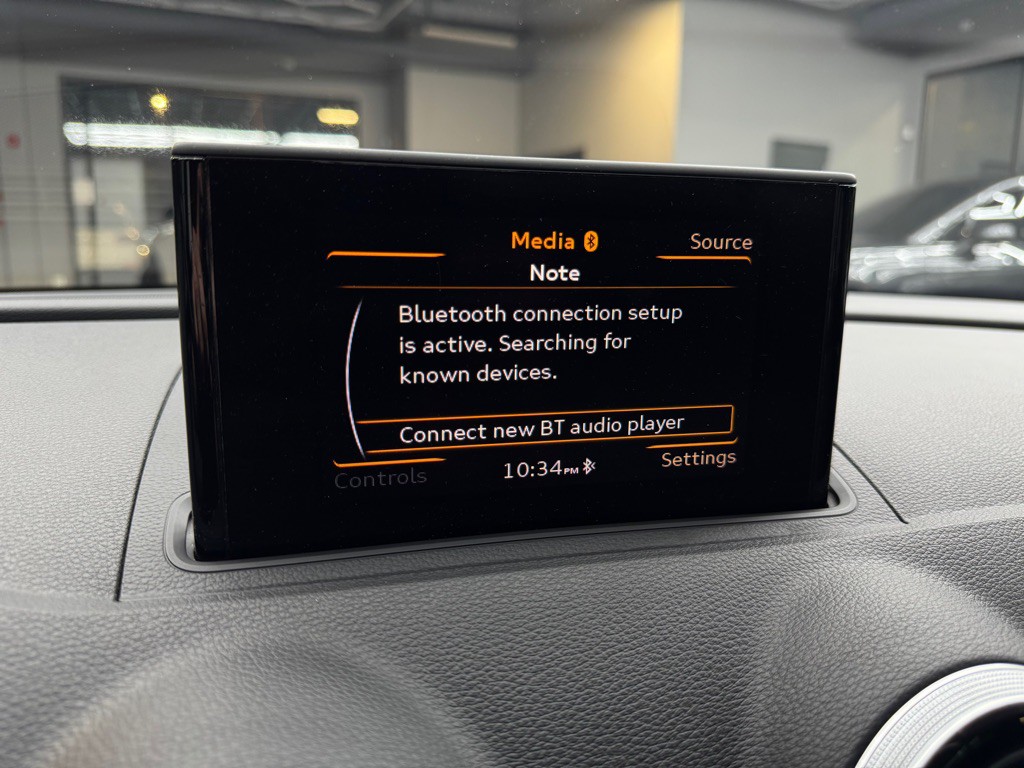 Media
Source
Note
Bluetooth connection setup
is active. Searching for
known devices.
Connect new BT audio player
Controls
10:34PM
Settings